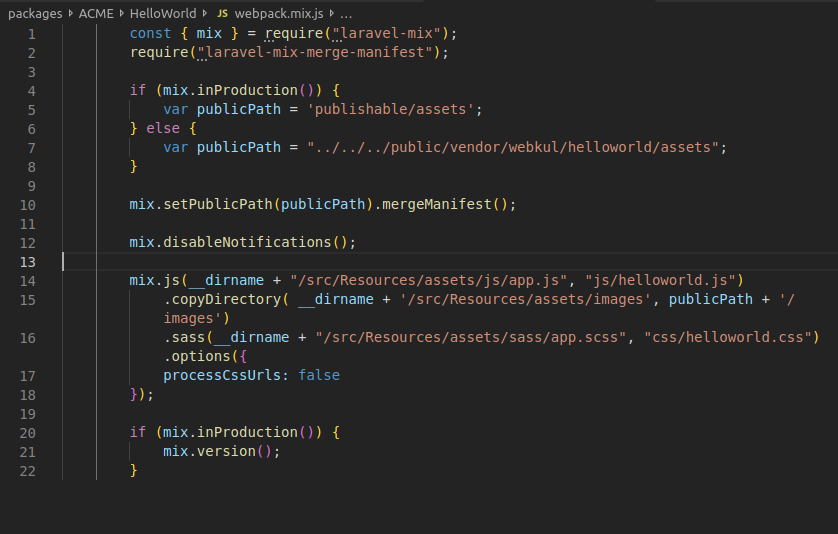 packages > ACME > HelloWorld > JS webpack.mix.js > ...
1 const { mix } = require("laravel-mix");
2 require("laravel-mix-merge-manifest");
3
4 if (mix.inProduction()) {
5 var publicPath = 'publishable/assets';
6 } else {
7 var publicPath = "../../../public/vendor/webkul/helloworld/assets";
8 }
9
10 mix.setPublicPath(publicPath).mergeManifest();
11
12 mix.disableNotifications();
13
14 mix.js(__dirname + "/src/Resources/assets/js/app.js", "js/helloworld.js")
15 .copyDirectory( __dirname + '/src/Resources/assets/images', publicPath + '/
images')
16 .sass(__dirname + "/src/Resources/assets/sass/app.scss", "css/helloworld.css")
.options({
17 processCssUrls: false
18 });
19
20 if (mix.inProduction()) {
21 mix.version();
22 }